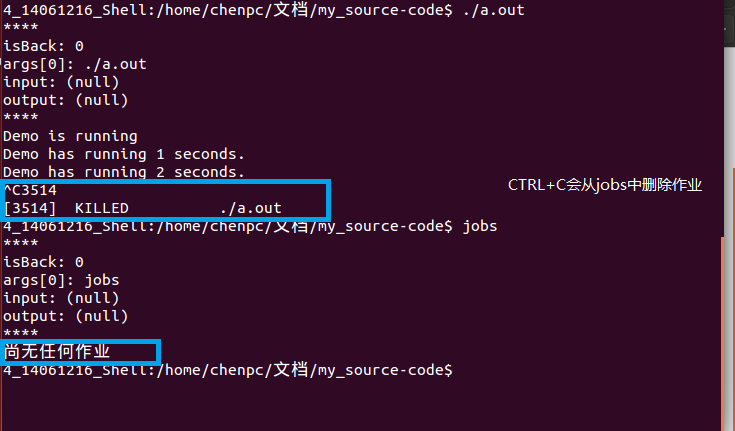 4_14061216_Shell:/home/chenpc/文档/my_source-code$ ./a.out
****
isBack: 0
args[0]: ./a.out
input: (null)
output: (null)
****
Demo is running
Demo has running 1 seconds.
Demo has running 2 seconds.
^C3514
[3514]  KILLED          ./a.out
CTRL+C会从jobs中删除作业
4_14061216_Shell:/home/chenpc/文档/my_source-code$ jobs
****
isBack: 0
args[0]: jobs
input: (null)
output: (null)
****
尚无任何作业
4_14061216_Shell:/home/chenpc/文档/my_source-code$